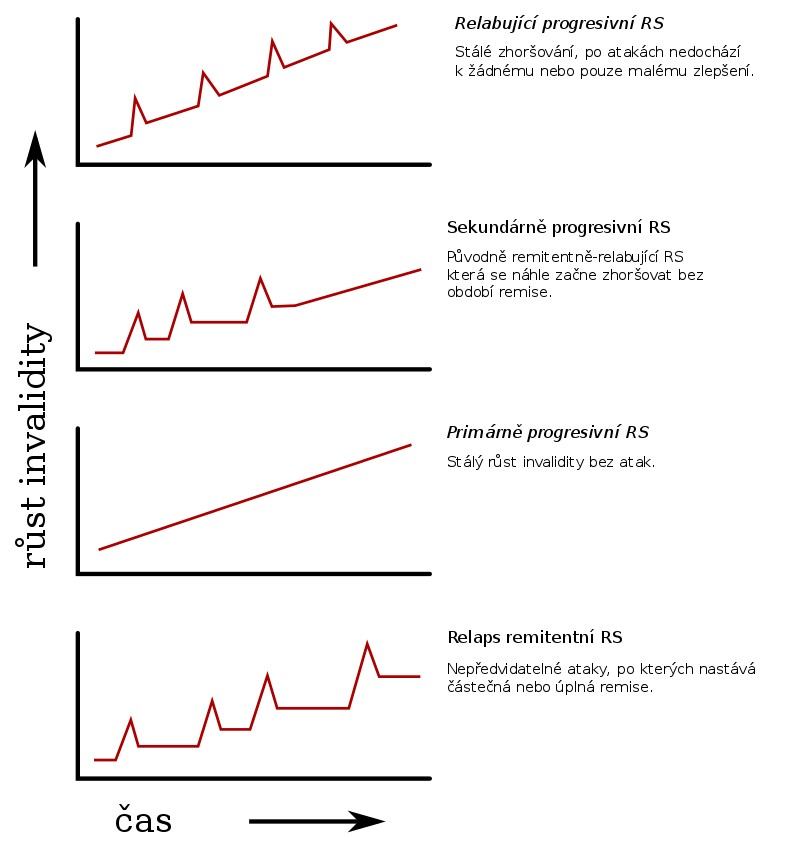 Relabující progresivní RS
Stálé zhoršování, po atakách nedochází
k žádnému nebo pouze malému zlepšení.
Sekundárně progresivní RS
Původně remitentně-relabující RS
která se náhle začne zhoršovat bez
období remise.
Primárně progresivní RS
Stálý růst invalidity bez atak.
Relaps remitentní RS
Nepředvidatelné ataky, po kterých nastává
částečná nebo úplná remise.
růst invalidity
čas